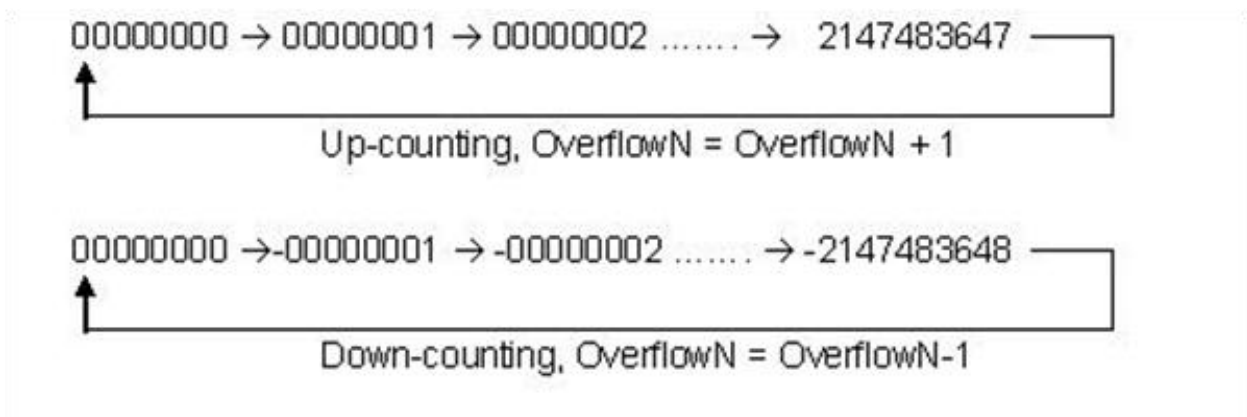 00000000 → 00000001 → 00000002 ....... → 2147483647
Up-counting, OverflowN = OverflowN + 1
00000000 →-00000001 → -00000002 ....... → -2147483648
Down-counting, OverflowN = OverflowN-1